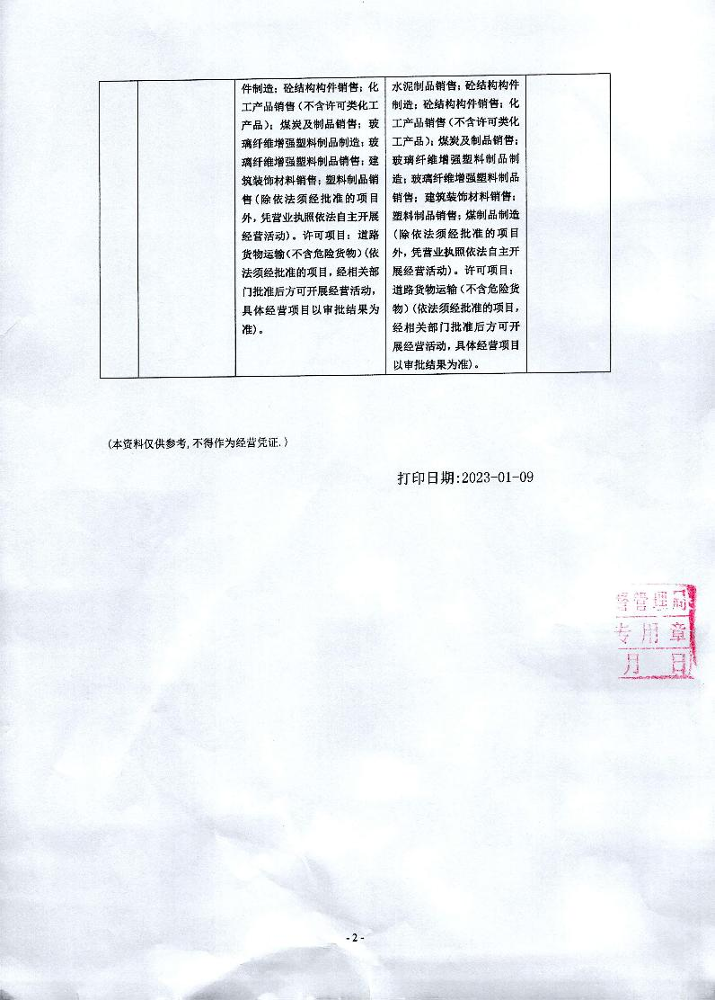 件制造；砼结构构件销售；化
工产品销售（不含许可类化工
产品）；煤炭及制品销售；玻
璃纤维增强塑料制品制造；玻
璃纤维增强塑料制品销售；建
筑装饰材料销售；塑料制品销
售（除依法须经批准的项目
外，凭营业执照依法自主开展
经营活动）。许可项目：道路
货物运输（不含危险货物）（依
法须经批准的项目，经相关部
门批准后方可开展经营活动，
具体经营项目以审批结果为
准）。
水泥制品销售；砼结构构件
制造；砼结构构件销售；化
工产品销售（不含许可类化
工产品）；煤炭及制品销售；
玻璃纤维增强塑料制品制
造；玻璃纤维增强塑料制品
销售；建筑装饰材料销售；
塑料制品销售；煤制品制造
（除依法须经批准的项目
外，凭营业执照依法自主开
展经营活动）。许可项目：
道路货物运输（不含危险货
物）（依法须经批准的项目，
经相关部门批准后方可开
展经营活动，具体经营项目
以审批结果为准）。
（本资料仅供参考,不得作为经营凭证.）
打印日期:2023-01-09
督管理局
专用章
月 日
-2-